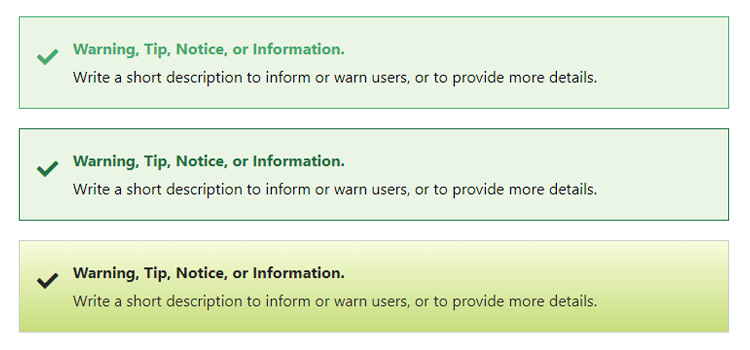 Warning, Tip, Notice, or Information.
Write a short description to inform or warn users, or to provide more details.
Warning, Tip, Notice, or Information.
Write a short description to inform or warn users, or to provide more details.
Warning, Tip, Notice, or Information.
Write a short description to inform or warn users, or to provide more details.